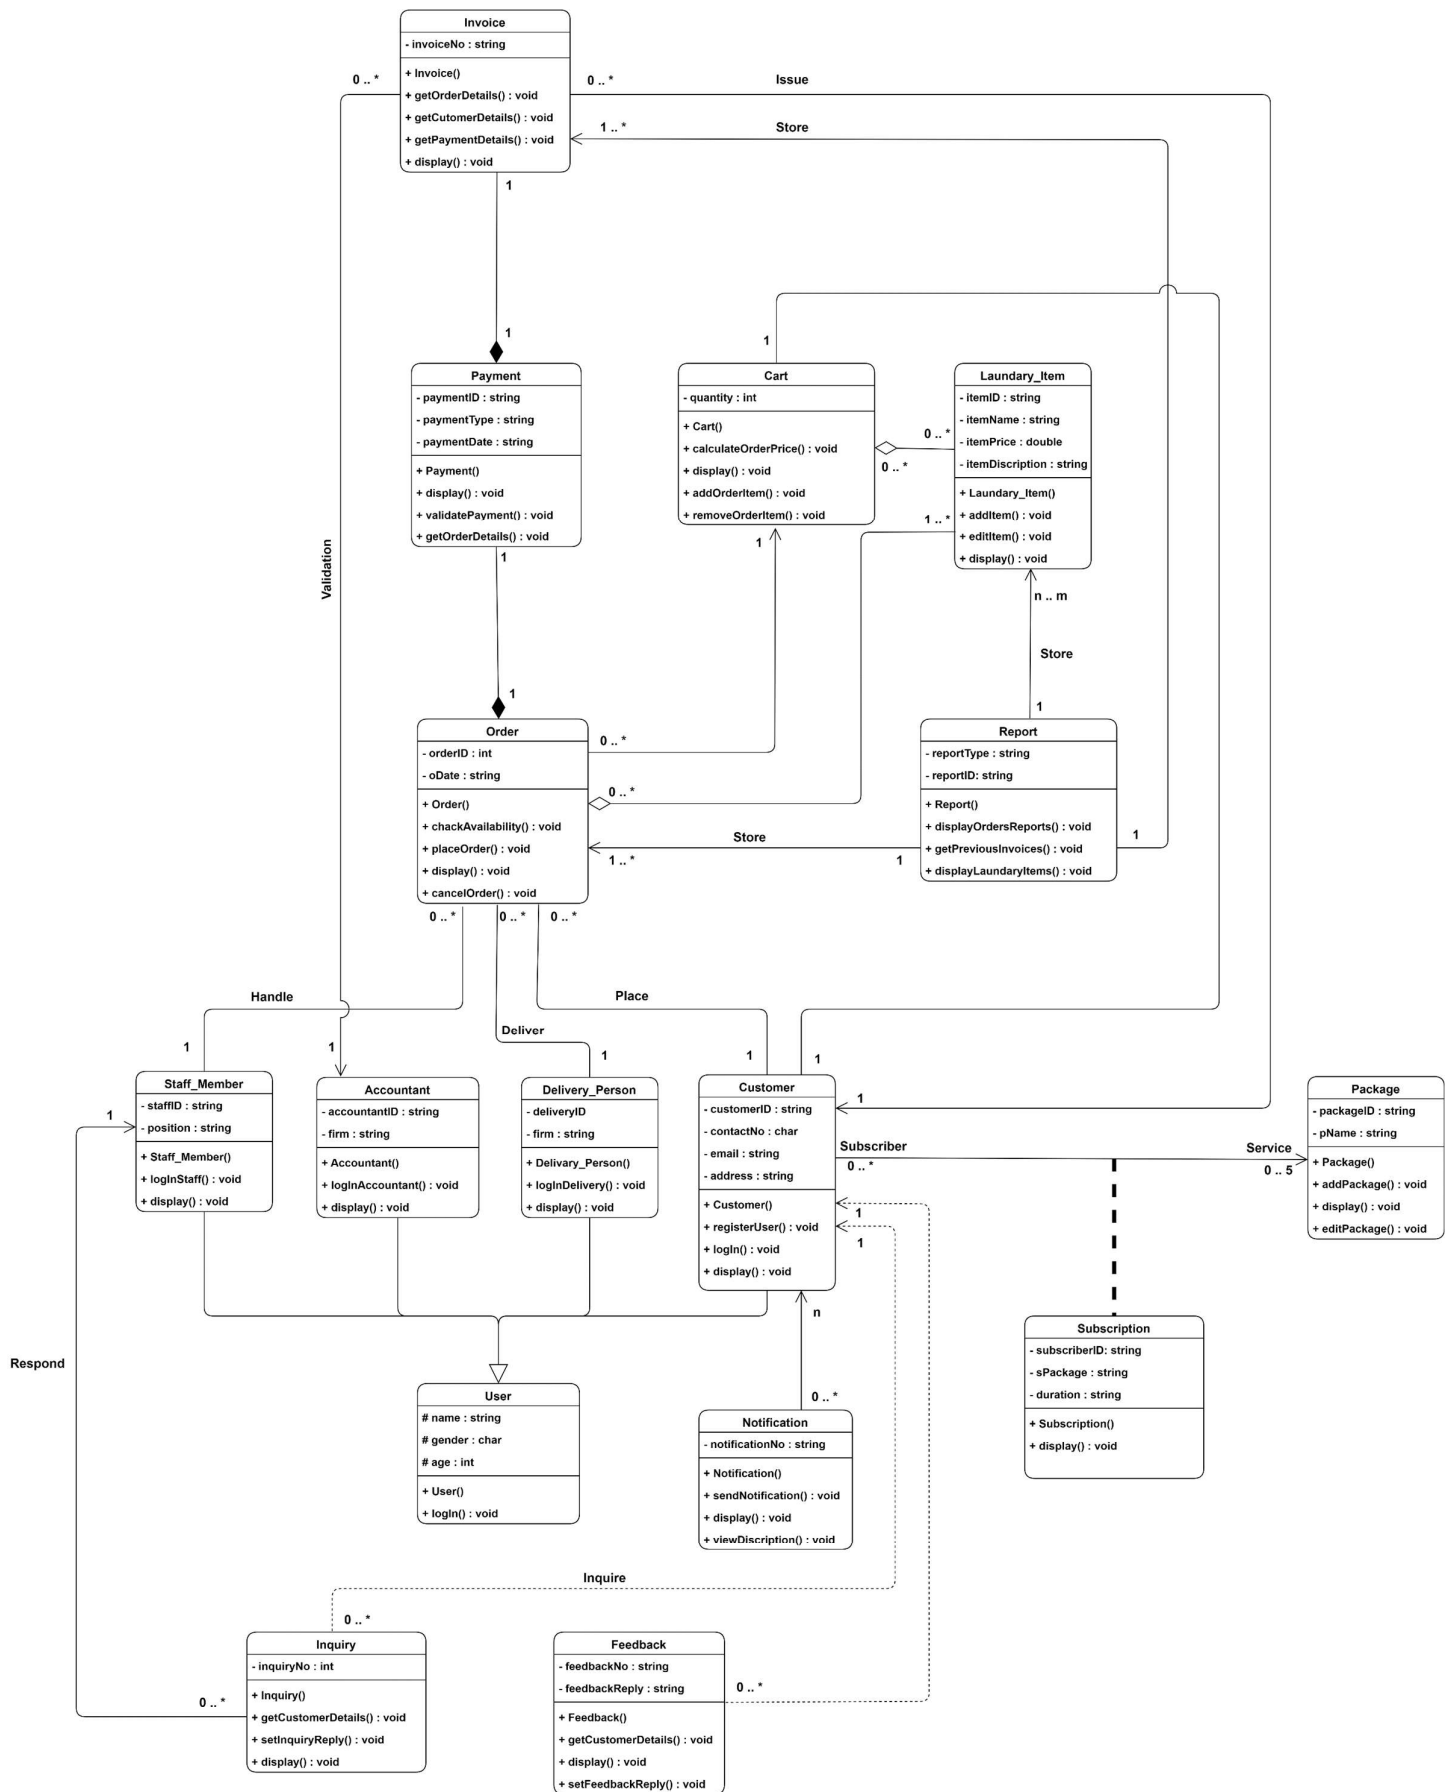 Invoice
- invoiceNo : string
+ Invoice()
+ getOrderDetails() : void
+ getCutomerDetails() : void
+ getPaymentDetails() : void
+ display() : void
0 .. *
0 .. *
Issue
1 .. *
Store
1
1
Payment
- paymentID : string
- paymentType : string
- paymentDate : string
+ Payment()
+ display() : void
+ validatePayment() : void
+ getOrderDetails() : void
1
Cart
- quantity : int
+ Cart()
+ calculateOrderPrice() : void
+ display() : void
+ addOrderItem() : void
+ removeOrderItem() : void
Laundary_Item
- itemID : string
- itemName : string
- itemPrice : double
- itemDiscription : string
+ Laundary_Item()
+ addItem() : void
+ editItem() : void
+ display() : void
0 .. *
0 .. *
1 .. *
1
1
Validation
n .. m
Store
1
1
Order
- orderID : int
- oDate : string
+ Order()
+ chackAvailability() : void
+ placeOrder() : void
+ display() : void
+ cancelOrder() : void
0 .. *
0 .. *
Store
1 .. *
1
Report
- reportType : string
- reportID: string
+ Report()
+ displayOrdersReports() : void
+ getPreviousInvoices() : void
+ displayLaundaryItems() : void
1
0 .. *
0 .. *
0 .. *
Handle
Place
Deliver
1
1
1
1
1
Staff_Member
- staffID : string
- position : string
+ Staff_Member()
+ logInStaff() : void
+ display() : void
1
Accountant
- accountantID : string
- firm : string
+ Accountant()
+ logInAccountant() : void
+ display() : void
Delivery_Person
- deliveryID
- firm : string
+ Delivary_Person()
+ logInDelivery() : void
+ display() : void
Customer
- customerID : string
- contactNo : char
- email : string
- address : string
+ Customer()
+ registerUser() : void
+ logIn() : void
+ display() : void
1
Subscriber
0 .. *
Service
0 .. 5
1
1
Package
- packageID : string
- pName : string
+ Package()
+ addPackage() : void
+ display() : void
+ editPackage() : void
n
Respond
User
# name : string
# gender : char
# age : int
+ User()
+ logIn() : void
0 .. *
Notification
- notificationNo : string
+ Notification()
+ sendNotification() : void
+ display() : void
+ viewDiscription() : void
Subscription
- subscriberID: string
- sPackage : string
- duration : string
+ Subscription()
+ display() : void
Inquire
0 .. *
Inquiry
- inquiryNo : int
+ Inquiry()
+ getCustomerDetails() : void
+ setInquiryReply() : void
+ display() : void
0 .. *
Feedback
- feedbackNo : string
- feedbackReply : string
+ Feedback()
+ getCustomerDetails() : void
+ display() : void
+ setFeedbackReply() : void
0 .. *